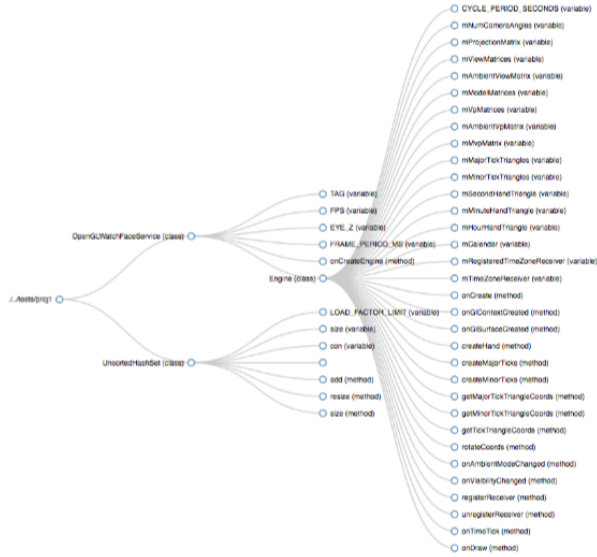 ./../tests/proj1
OpenGLWatchFaceService (class)
TAG (variable)
FPS (variable)
EYE_Z (variable)
FRAME_PERIOD_MS (variable)
onCreateEngine (method)
Engine (class)
CYCLE_PERIOD_SECONDS (variable)
mNumCameraAngles (variable)
mProjectionMatrix (variable)
mViewMatrices (variable)
mAmbientViewMatrix (variable)
mModelMatrices (variable)
mVpMatrices (variable)
mAmbientVpMatrix (variable)
mMvpMatrix (variable)
mMajorTickTriangles (variable)
mMinorTickTriangles (variable)
mSecondHandTriangle (variable)
mMinuteHandTriangle (variable)
mHourHandTriangle (variable)
mCalendar (variable)
mRegisteredTimeZoneReceiver (variable)
mTimeZoneReceiver (variable)
onCreate (method)
onGlContextCreated (method)
onGlSurfaceCreated (method)
createHand (method)
createMajorTicks (method)
createMinorTicks (method)
getMajorTickTriangleCoords (method)
getMinorTickTriangleCoords (method)
getTickTriangleCoords (method)
rotateCoords (method)
onAmbientModeChanged (method)
onVisibilityChanged (method)
registerReceiver (method)
unregisterReceiver (method)
onTimeTick (method)
onDraw (method)
UnsortedHashSet (class)
LOAD_FACTOR_LIMIT (variable)
size (variable)
con (variable)
add (method)
resize (method)
size (method)